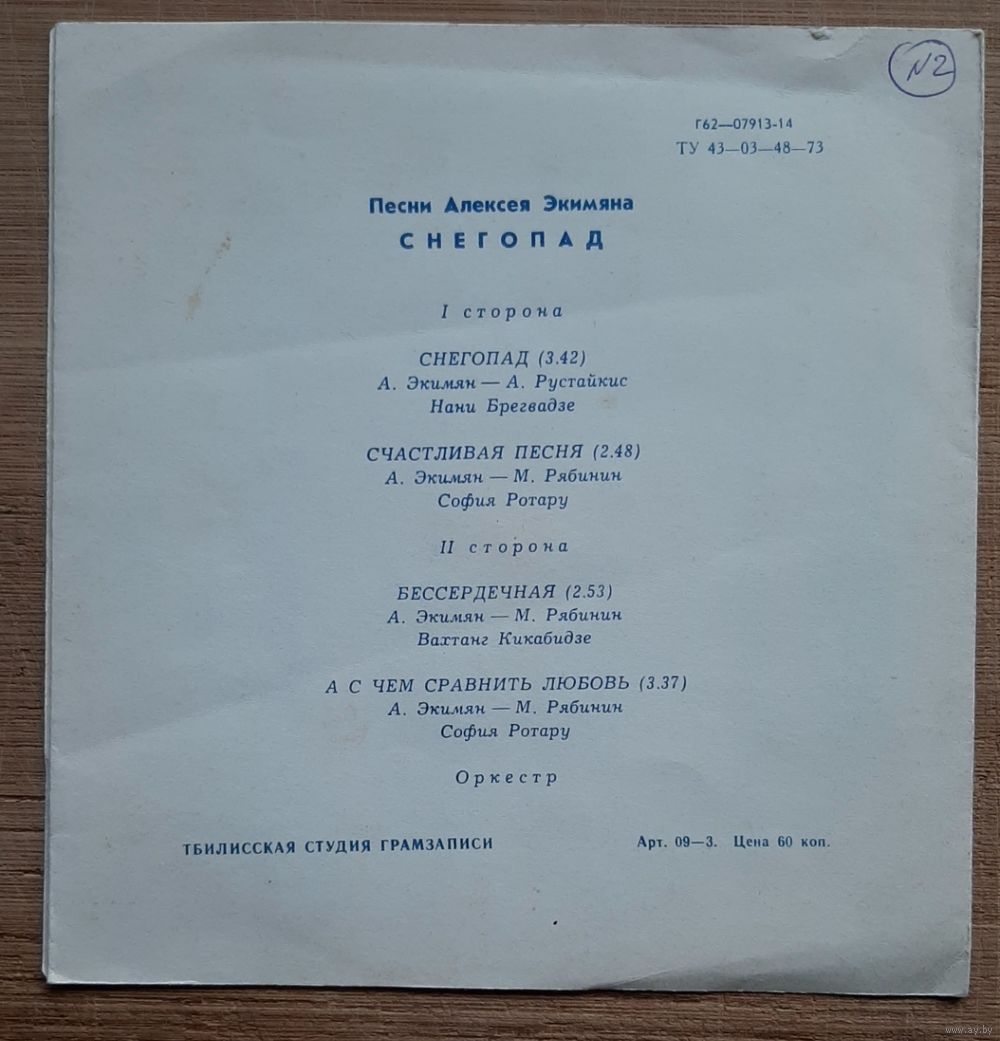 N2
Г62—07913-14
ТУ 43—03—48—73
Песни Алексея Экимяна
СНЕГОПАД
I сторона
СНЕГОПАД (3.42)
А. Экимян — А. Рустайкис
Нани Брегвадзе
СЧАСТЛИВАЯ ПЕСНЯ (2.48)
А. Экимян — М. Рябинин
София Ротару
II сторона
БЕССЕРДЕЧНАЯ (2.53)
А. Экимян — М. Рябинин
Вахтанг Кикабидзе
А С ЧЕМ СРАВНИТЬ ЛЮБОВЬ (3.37)
А. Экимян — М. Рябинин
София Ротару
Оркестр
ТБИЛИССКАЯ СТУДИЯ ГРАМЗАПИСИ
Арт. 09—3. Цена 60 коп.
www.ay.by